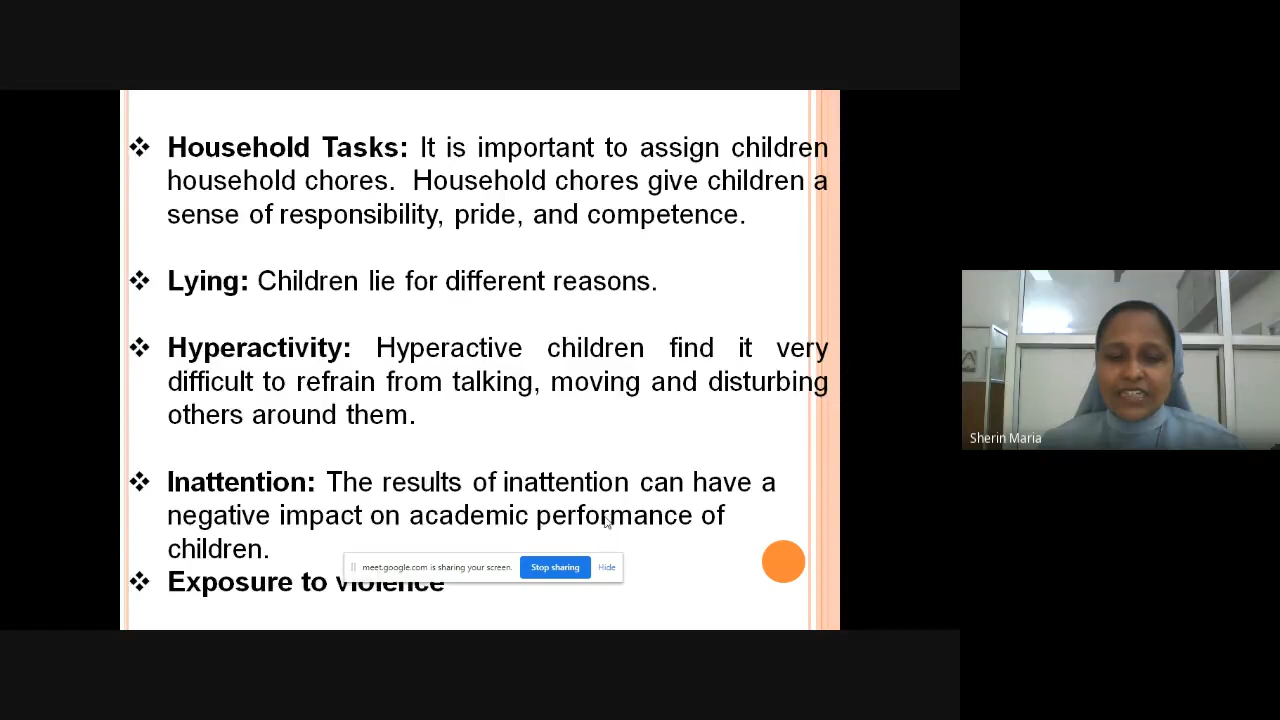 ❖ Household Tasks: It is important to assign children
household chores.  Household chores give children a
sense of responsibility, pride, and competence.
❖ Lying: Children lie for different reasons.
❖ Hyperactivity: Hyperactive children find it very
difficult to refrain from talking, moving and disturbing
others around them.
❖ Inattention: The results of inattention can have a
negative impact on academic performance of
children.
meet.google.com is sharing your screen. Stop sharing Hide
❖ Exposure to violence
Sherin Maria